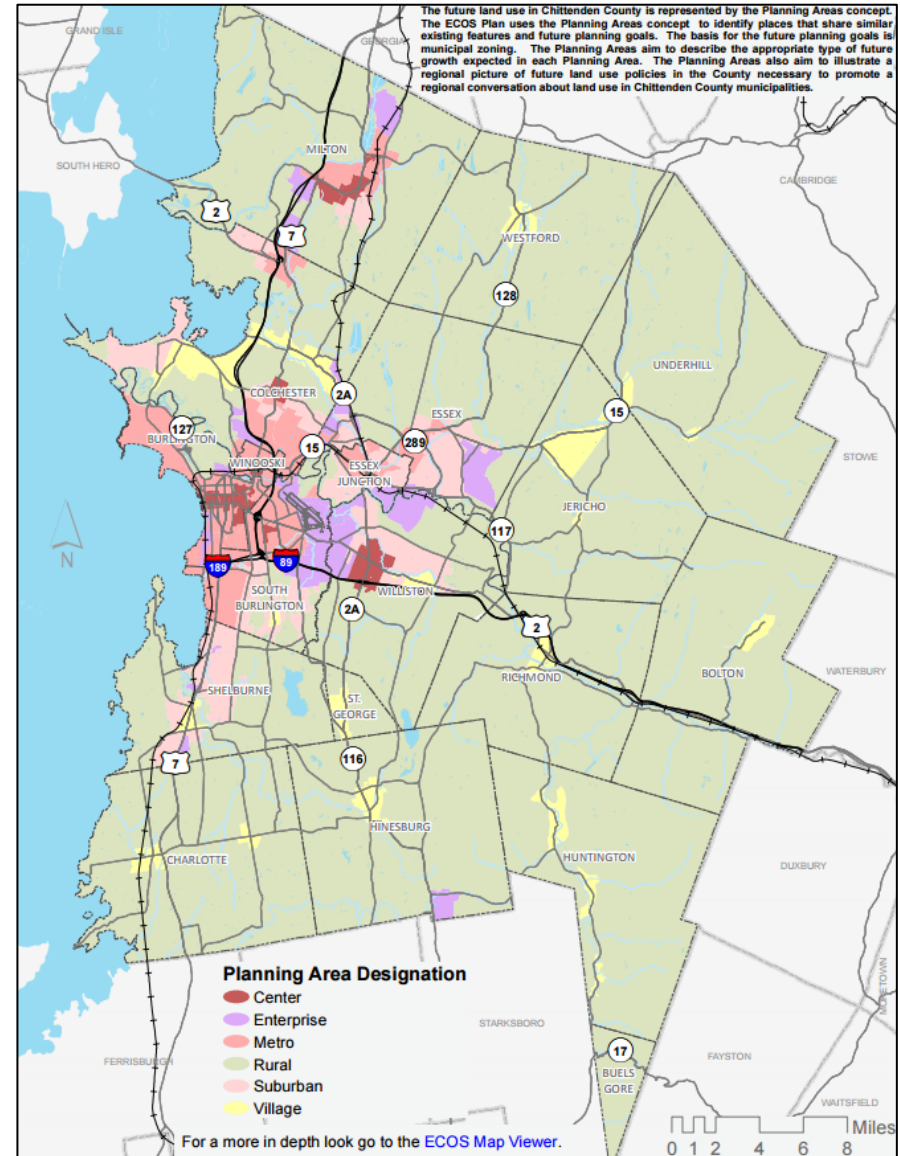 The future land use in Chittenden County is represented by the Planning Areas concept.
The ECOS Plan uses the Planning Areas concept to identify places that share similar
existing features and future planning goals. The basis for the future planning goals is
municipal zoning. The Planning Areas aim to describe the appropriate type of future
growth expected in each Planning Area. The Planning Areas also aim to illustrate a
regional picture of future land use policies in the County necessary to promote a
regional conversation about land use in Chittenden County municipalities.
GRAND ISLE
GEORGIA
MILTON
SOUTH HERO
CAMBRIDGE
2
7
WESTFORD
128
UNDERHILL
COLCHESTER
2A
15
ESSEX
127
BURLINGTON
289
15
WINOOSKI
ESSEX
JUNCTION
STOWE
JERICHO
N
117
189
89
SOUTH
BURLINGTON
WILLISTON
2A
2
RICHMOND
BOLTON
WATERBURY
SHELBURNE
ST.
GEORGE
7
116
HINESBURG
CHARLOTTE
HUNTINGTON
DUXBURY
Planning Area Designation
Center
Enterprise
Metro
Rural
Suburban
Village
MORETOWN
STARKSBORO
FERRISBURGH
17
BUELS
GORE
FAYSTON
WAITSFIELD
For a more in depth look go to the ECOS Map Viewer.
Miles
0 1 2 4 6 8